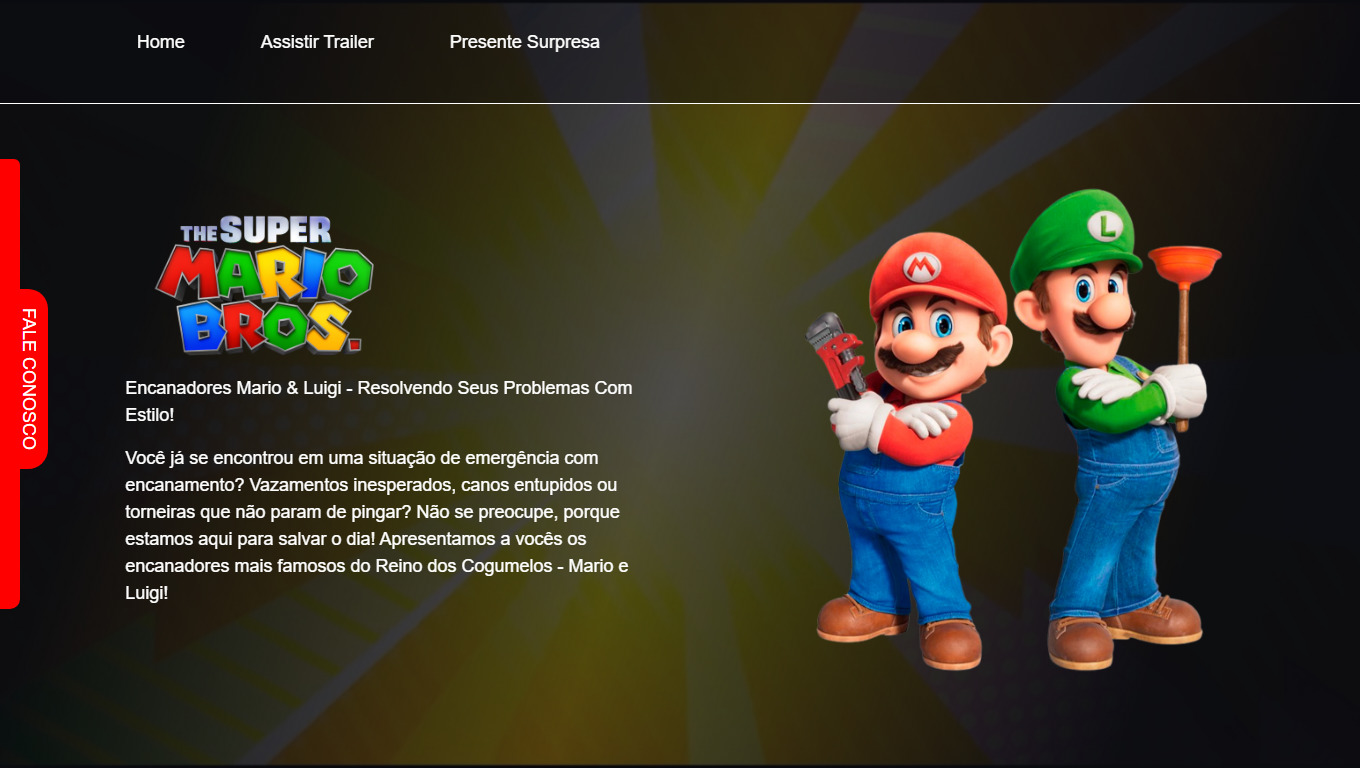 Home
Assistir Trailer
Presente Surpresa
FALE CONOSCO
THE SUPER
MARIO
BROS.
Encanadores Mario & Luigi - Resolvendo Seus Problemas Com
Estilo!
Você já se encontrou em uma situação de emergência com
encanamento? Vazamentos inesperados, canos entupidos ou
torneiras que não param de pingar? Não se preocupe, porque
estamos aqui para salvar o dia! Apresentamos a vocês os
encanadores mais famosos do Reino dos Cogumelos - Mario e
Luigi!
M
L